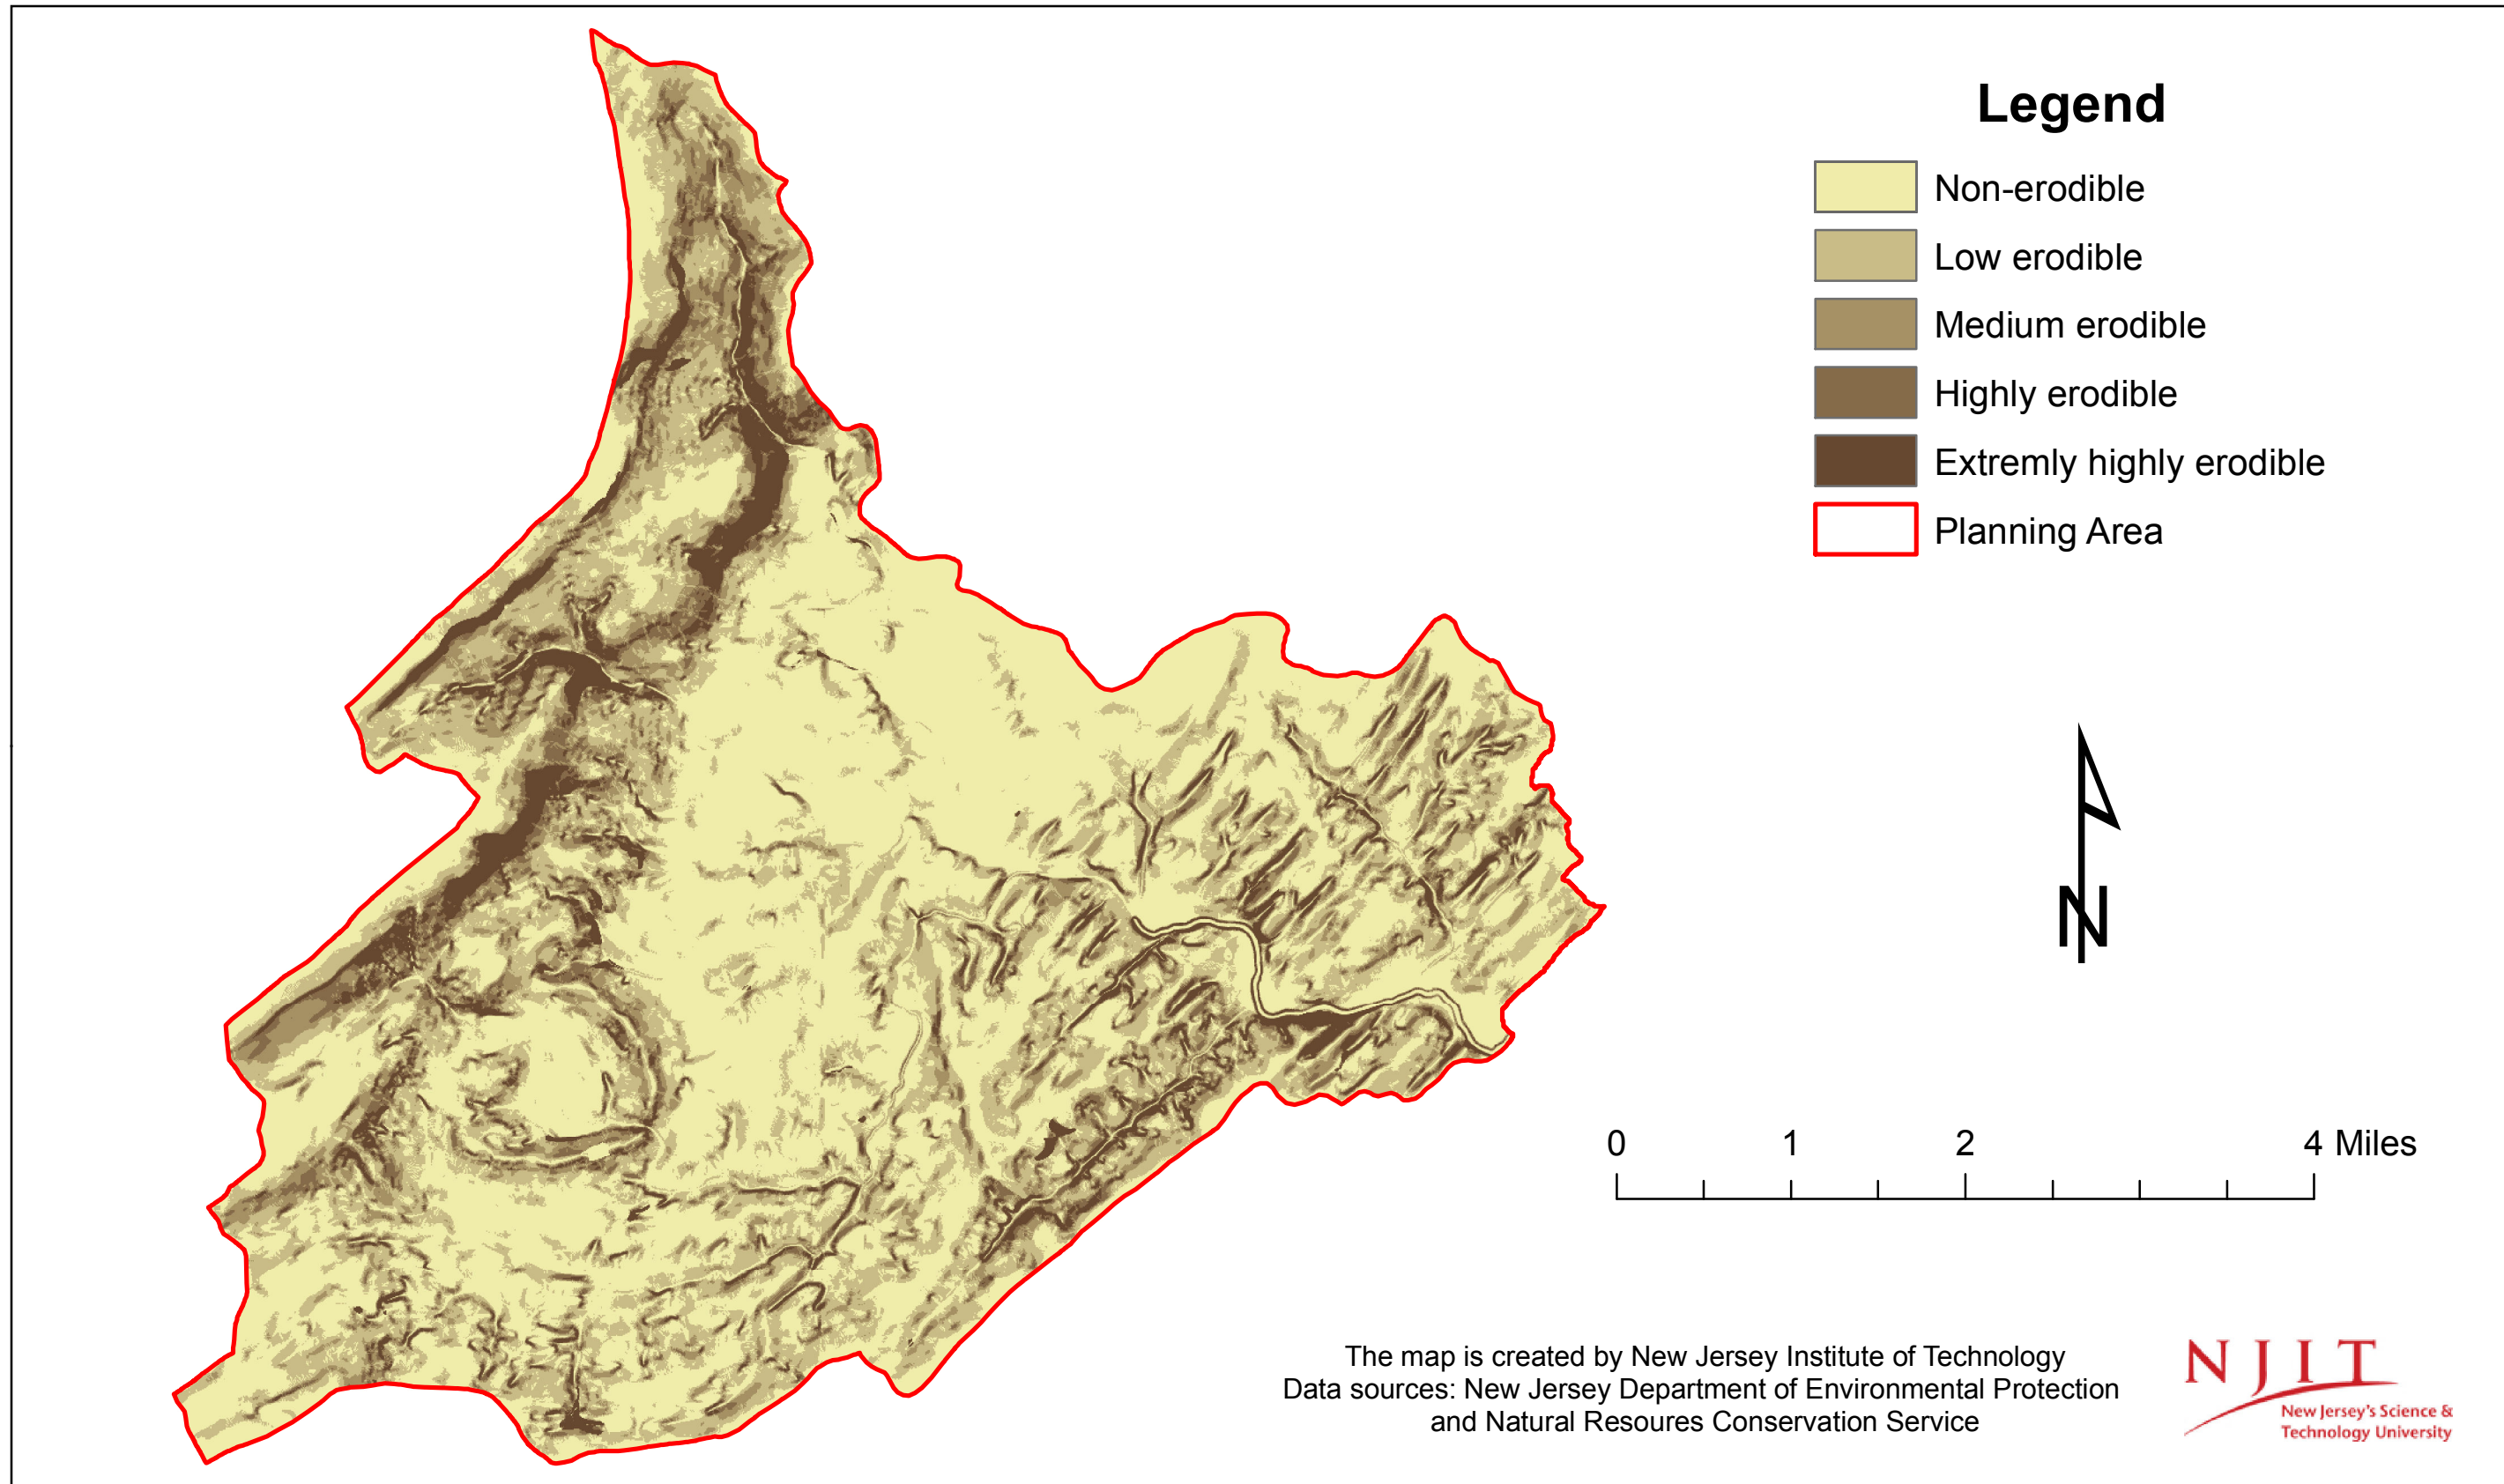 Legend
Non-erodible
Low erodible
Medium erodible
Highly erodible
Extremly highly erodible
Planning Area
N
0 1 2 4 Miles
The map is created by New Jersey Institute of Technology
Data sources: New Jersey Department of Environmental Protection
and Natural Resoures Conservation Service
NJIT
New Jersey's Science &
Technology University